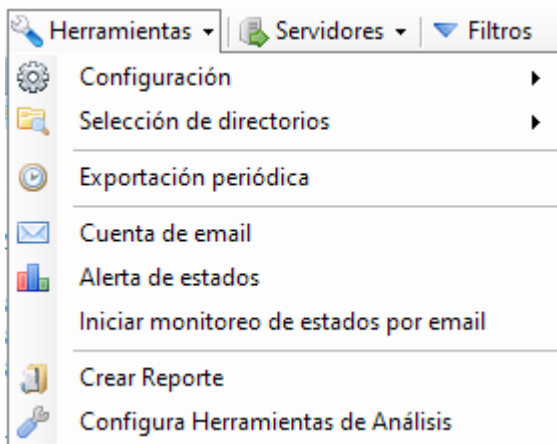 Herramientas Servidores Filtros
Configuración
Selección de directorios
Exportación periódica
Cuenta de email
Alerta de estados
Iniciar monitoreo de estados por email
Crear Reporte
Configura Herramientas de Análisis